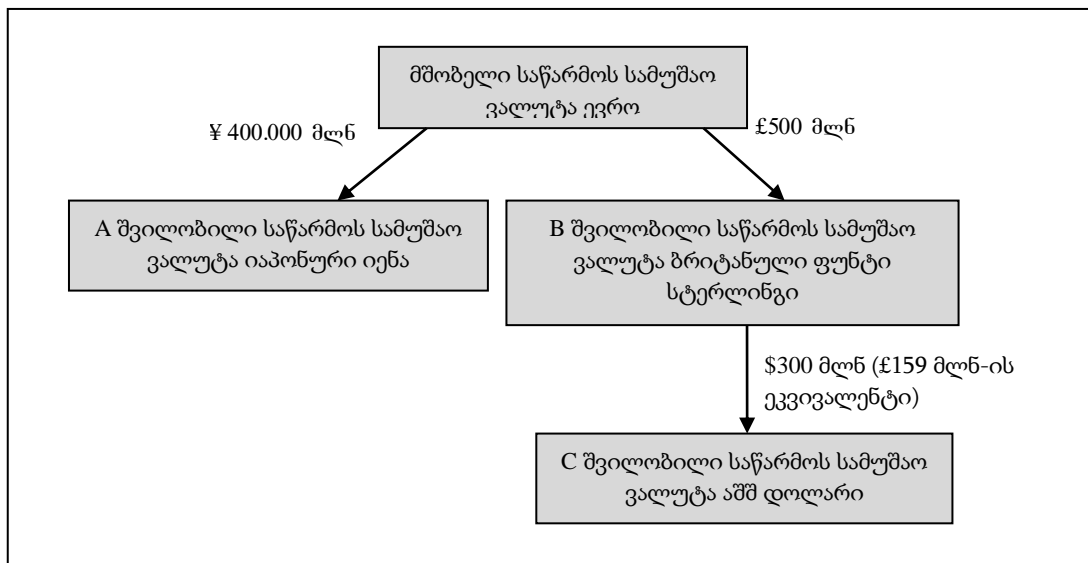 მშობელი საწარმოს სამუშაო
ვალუტა ევრო
¥ 400.000 მლნ
£500 მლნ
A შვილობილი საწარმოს სამუშაო
ვალუტა იაპონური იენა
B შვილობილი საწარმოს სამუშაო
ვალუტა ბრიტანული ფუნტი
სტერლინგი
$300 მლნ (£159 მლნ-ის
ეკვივალენტი)
C შვილობილი საწარმოს სამუშაო
ვალუტა აშშ დოლარი